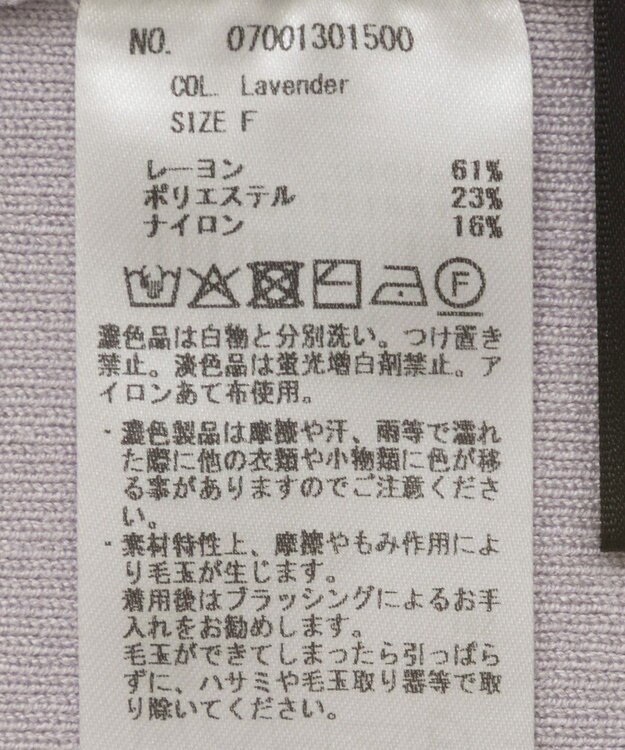 NO. 07001301500
COL. Lavender
SIZE F
レーヨン 61%
ポリエステル 23%
ナイロン 16%
F
濃色品は白物と分別洗い。つけ置き
禁止。淡色品は蛍光増白剤禁止。ア
イロンあて布使用。
・濃色製品は摩擦や汗、雨等で濡れ
た際に他の衣類や小物類に色が移
る事がありますのでご注意くださ
い。
・素材特性上、摩擦やもみ作用によ
り毛玉が生じます。
着用後はブラッシングによるお手
入れをお勧めします。
毛玉ができてしまったら引っぱら
ずに、ハサミや毛玉取り器等で取
り除いてください。